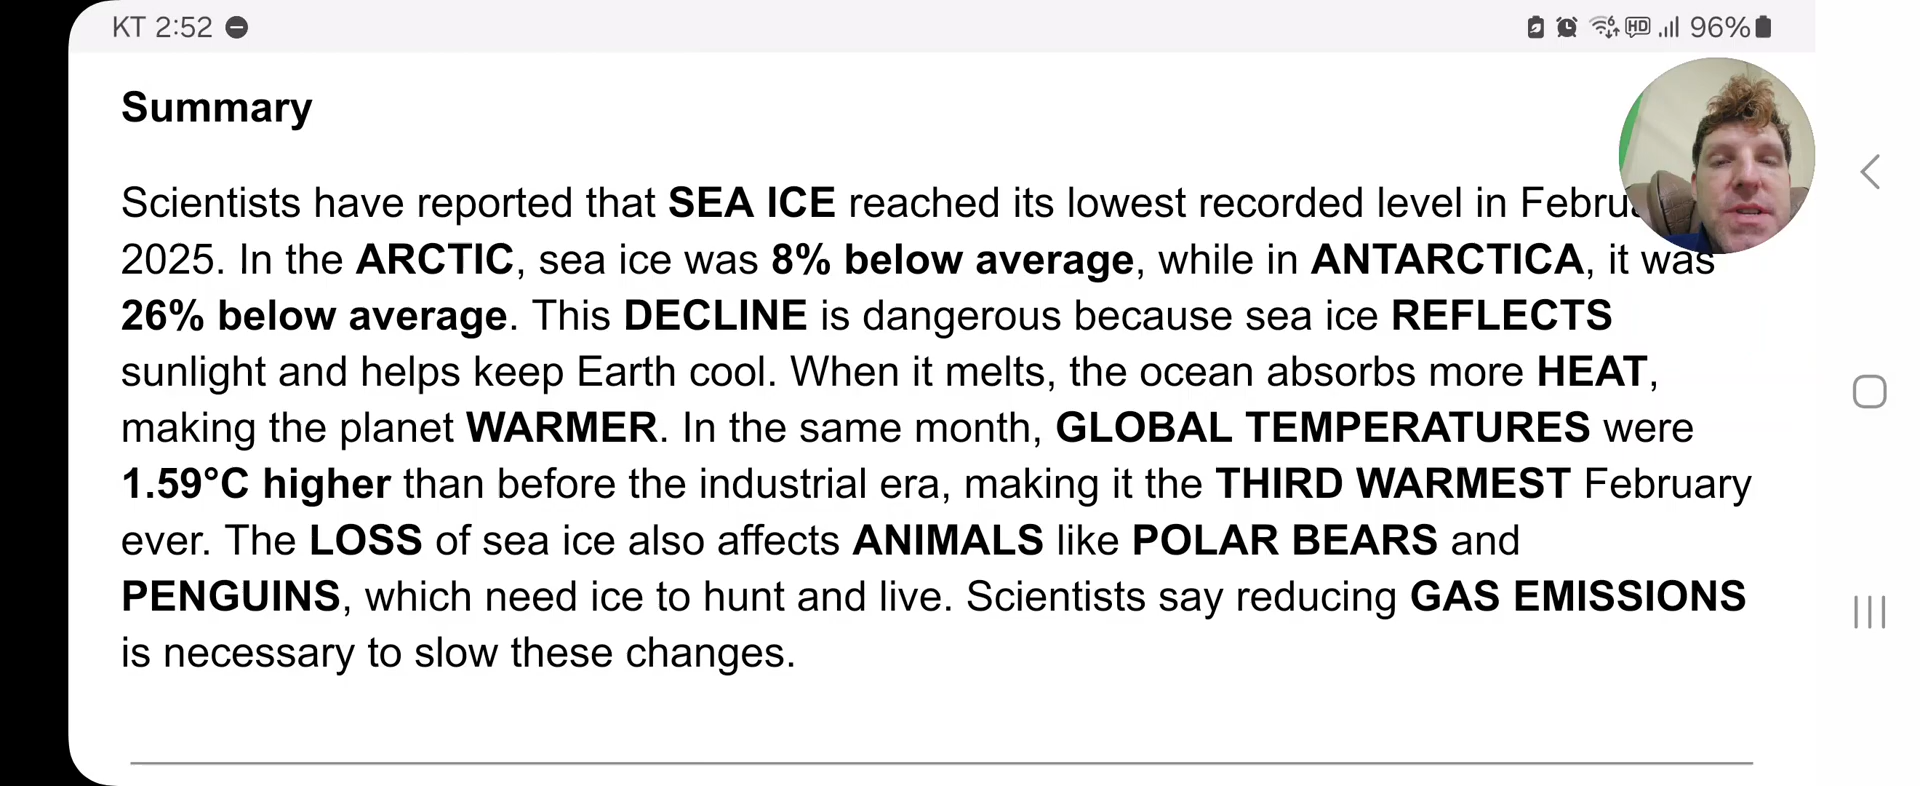 KT 2:52
HD 96%
Summary
Scientists have reported that SEA ICE reached its lowest recorded level in Febru
2025. In the ARCTIC, sea ice was 8% below average, while in ANTARCTICA, it was
26% below average. This DECLINE is dangerous because sea ice REFLECTS
sunlight and helps keep Earth cool. When it melts, the ocean absorbs more HEAT,
making the planet WARMER. In the same month, GLOBAL TEMPERATURES were
1.59°C higher than before the industrial era, making it the THIRD WARMEST February
ever. The LOSS of sea ice also affects ANIMALS like POLAR BEARS and
PENGUINS, which need ice to hunt and live. Scientists say reducing GAS EMISSIONS
is necessary to slow these changes.